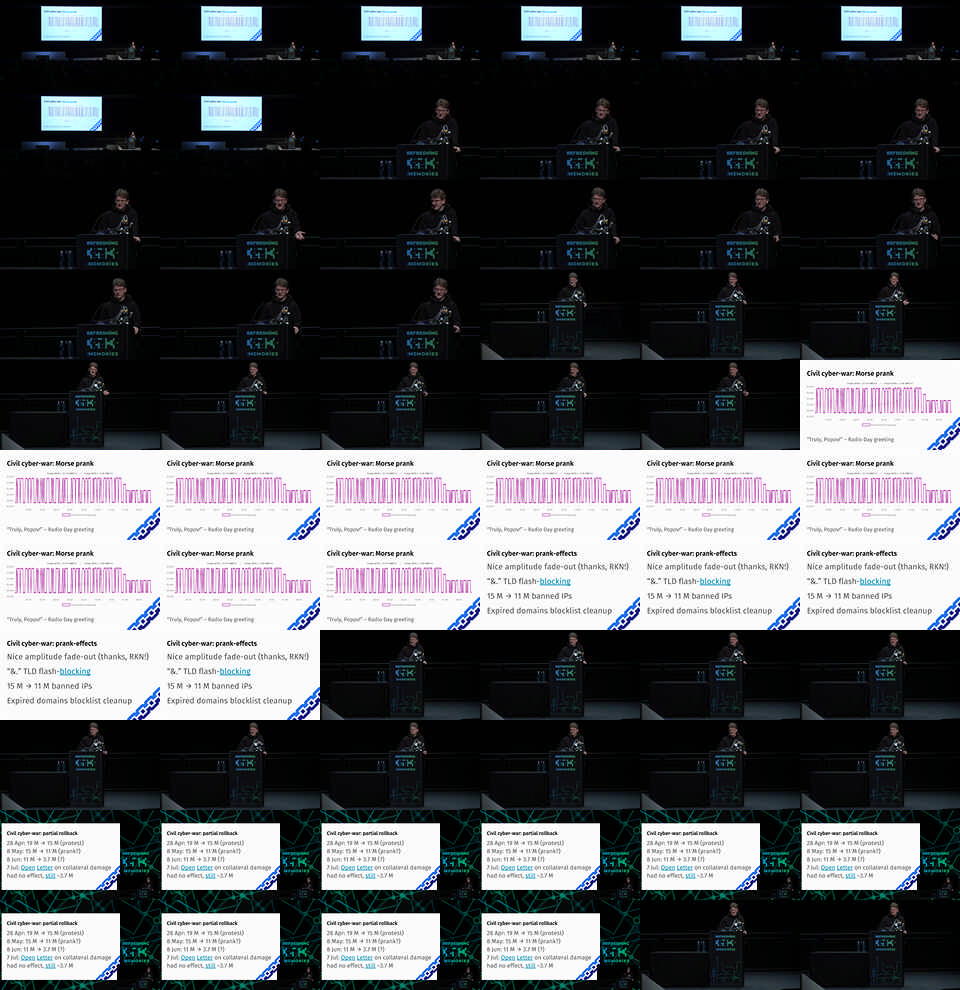 Civil cyber-war: Morse prank
"Truly, Popov!" – Radio Day greeting
Civil cyber-war: prank-effects
Nice amplitude fade-out (thanks, RKN!)
"&." TLD flash-blocking
15 M → 11 M banned IPs
Expired domains blocklist cleanup
REFRESHING
MEMORIES
Civil cyber-war: partial rollback
28 Apr: 19 M → 15 M (protest)
8 May: 15 M → 11 M (prank?)
8 Jun: 11 M → 3.7 M (?)
7 Jul: Open Letter on collateral damage
had no effect, still ~3.7 M